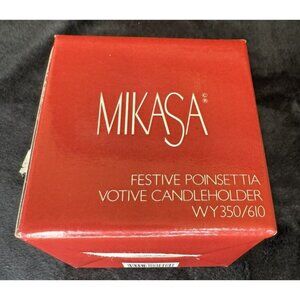 MIKASA©®
FESTIVE POINSETTIA
VOTIVE CANDLEHOLDER
WY350/610